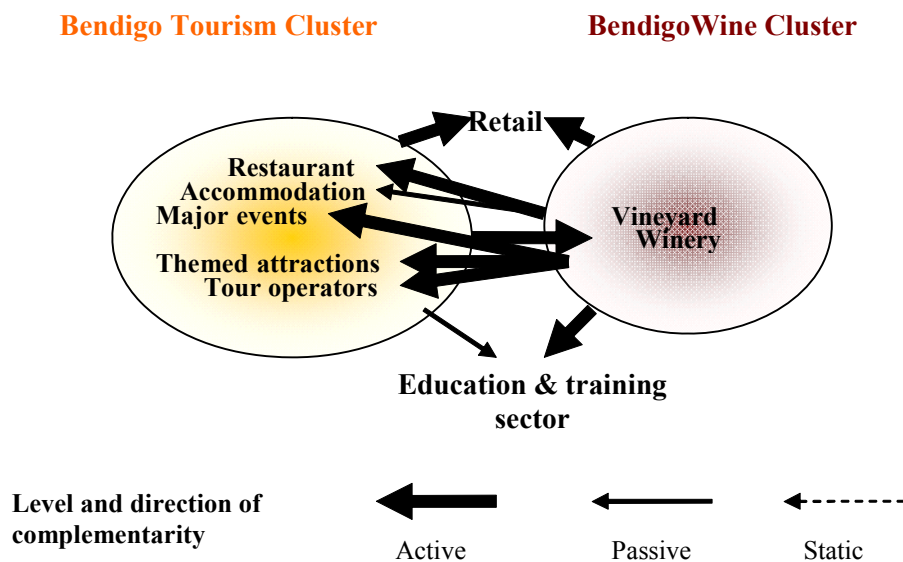 Bendigo Tourism Cluster
BendigoWine Cluster
Retail
Restaurant
Accommodation
Major events
Themed attractions
Tour operators
Vineyard
Winery
Education & training
sector
Level and direction of
complementarity
Active
Passive
Static